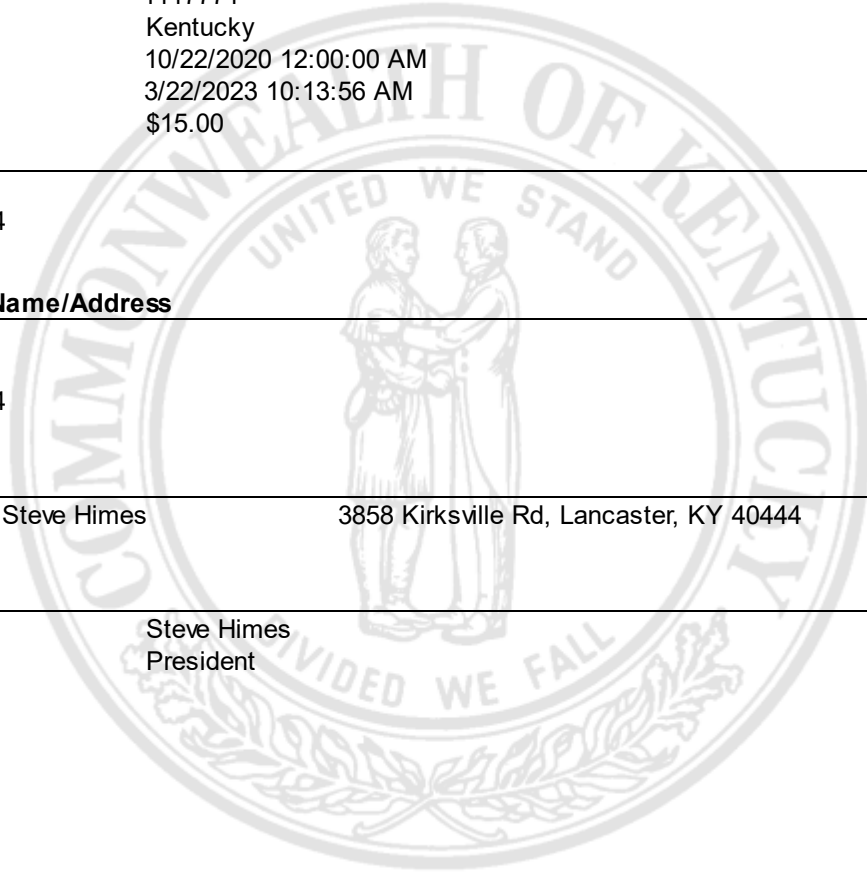 Kentucky
10/22/2020 12:00:00 AM
3/22/2023 10:13:56 AM
$15.00
4
Name/Address
4
Steve Himes 3858 Kirksville Rd, Lancaster, KY 40444
Steve Himes
President
COMMONWEALTH OF KENTUCKY
UNITED WE STAND
DIVIDED WE FALL